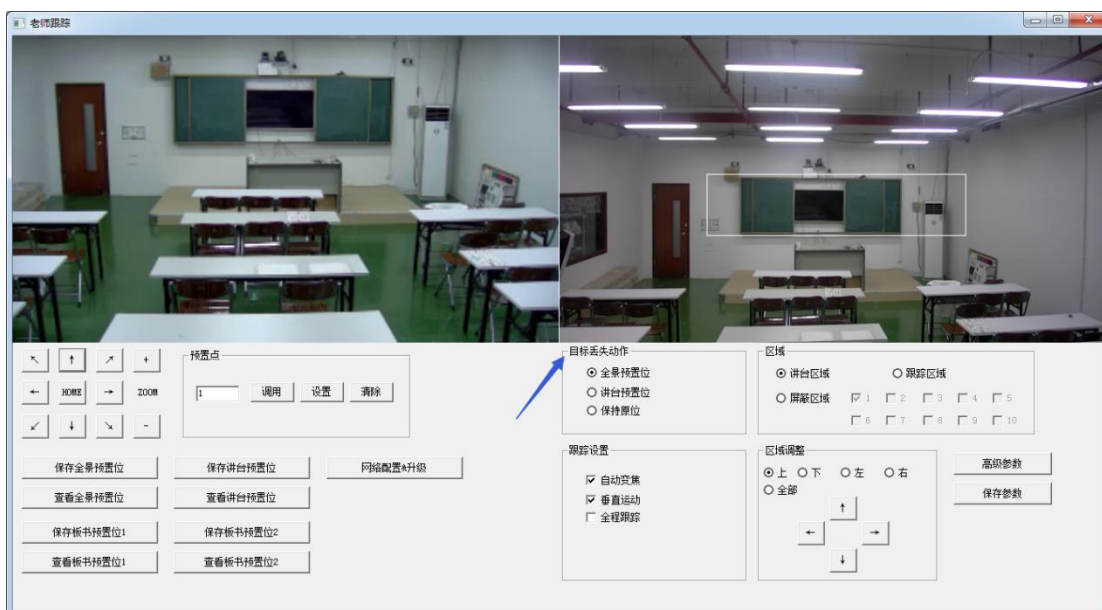 老师跟踪
↖ ↑ ↗ +
← HOME → ZOOM
↙ ↓ ↘ -
预置点
1 调用 设置 清除
保存全景预置位 保存讲台预置位 网络配置&升级
查看全景预置位 查看讲台预置位
保存板书预置位1 保存板书预置位2
查看板书预置位1 查看板书预置位2
目标丢失动作
全景预置位
讲台预置位
保持原位
区域
讲台区域 跟踪区域
屏蔽区域 1 2 3 4 5
6 7 8 9 10
跟踪设置
自动变焦
垂直运动
全程跟踪
区域调整
上 下 左 右
全部
↑
← →
↓
高级参数
保存参数